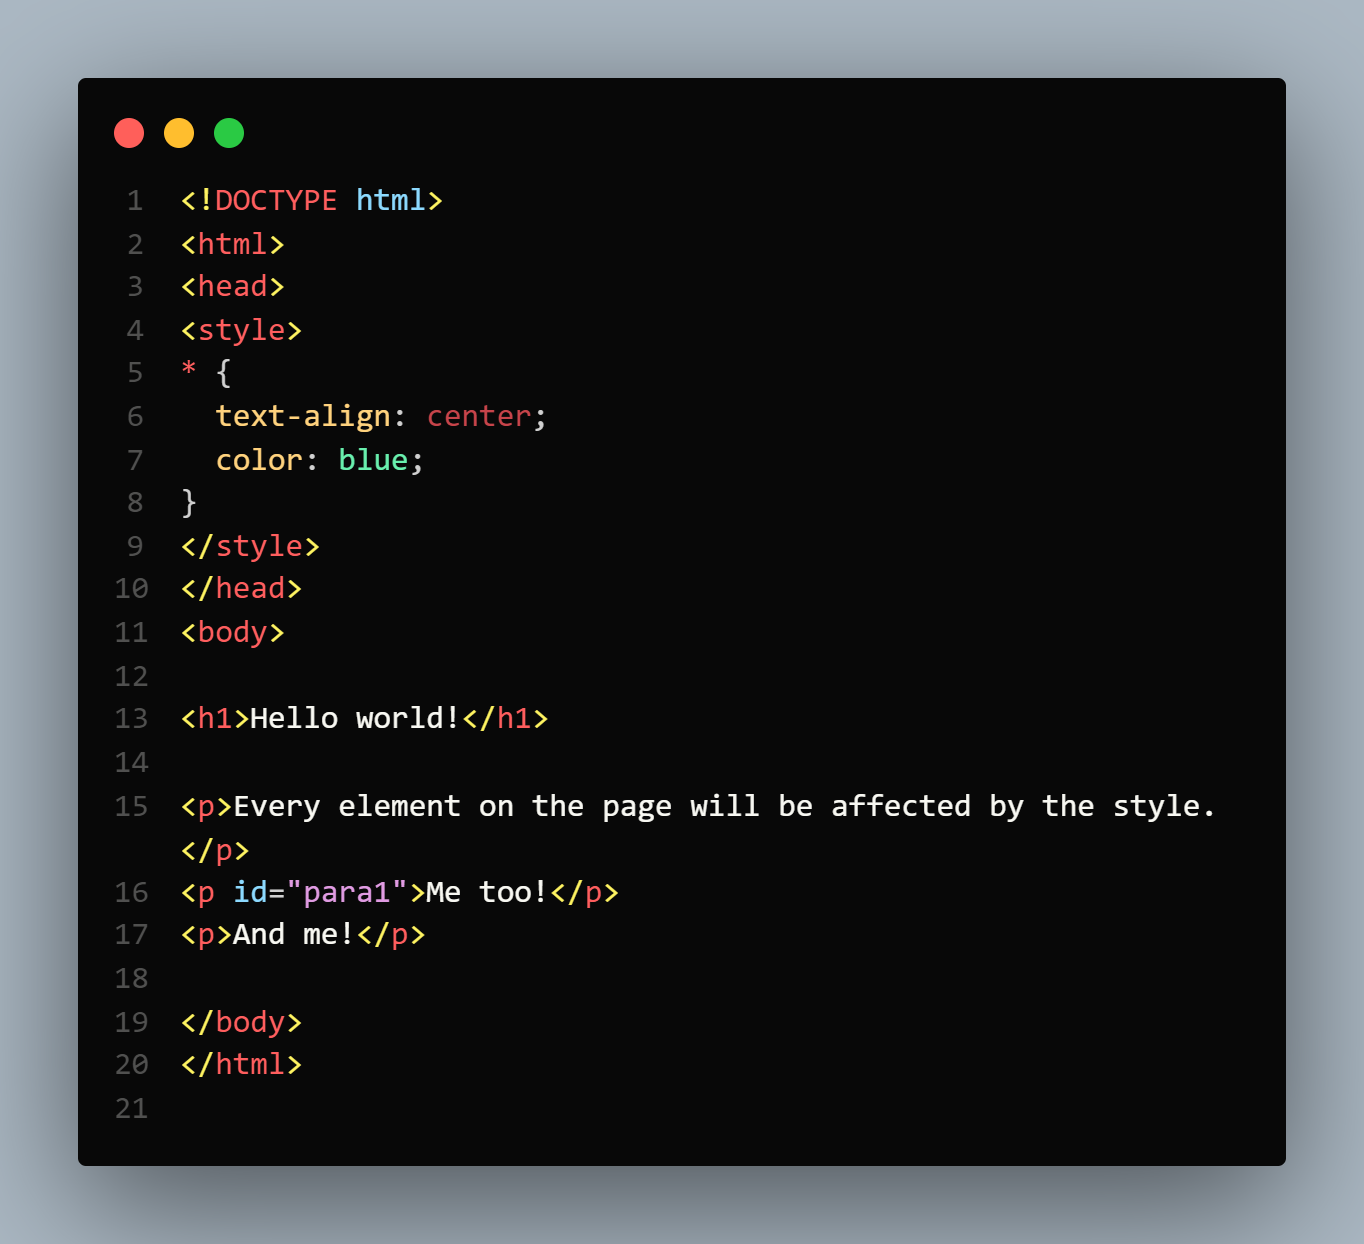 1 <!DOCTYPE html>
2 <html>
3 <head>
4 <style>
5 * {
6   text-align: center;
7   color: blue;
8 }
9 </style>
10 </head>
11 <body>
12
13 <h1>Hello world!</h1>
14
15 <p>Every element on the page will be affected by the style.
</p>
16 <p id="para1">Me too!</p>
17 <p>And me!</p>
18
19 </body>
20 </html>
21